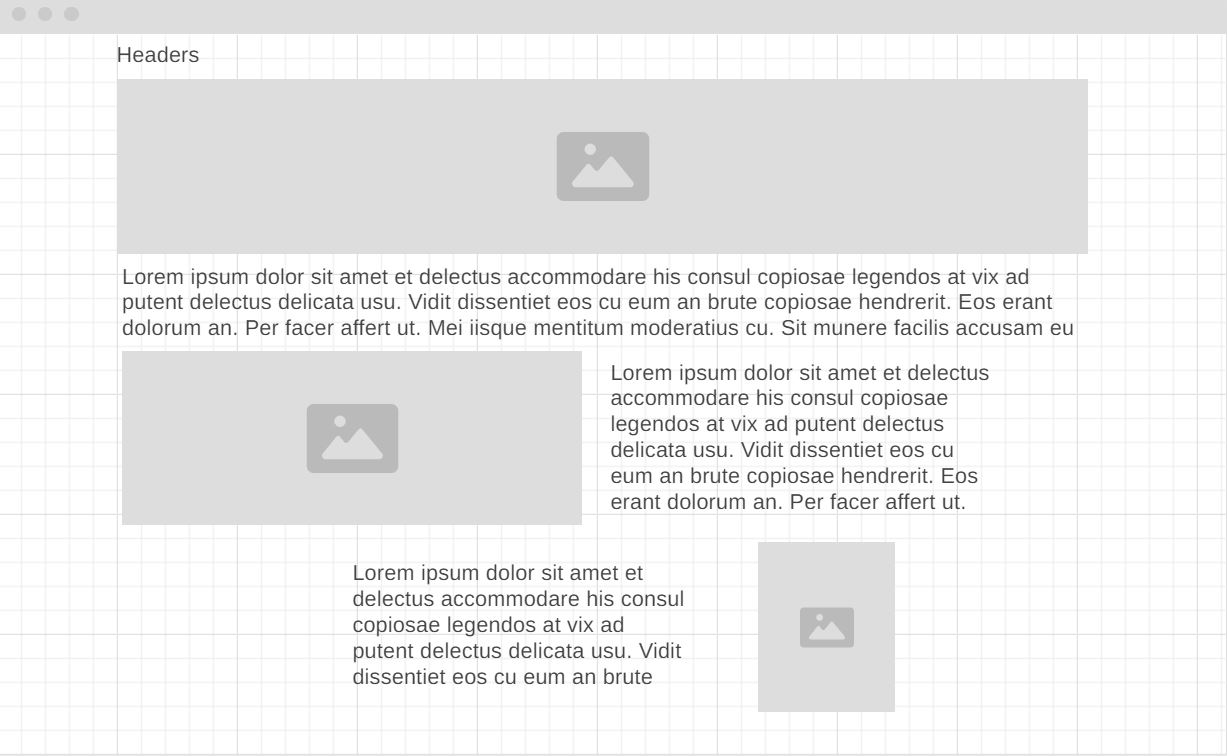 Headers
Lorem ipsum dolor sit amet et delectus accommodare his consul copiosae legendos at vix ad
putent delectus delicata usu. Vidit dissentiet eos cu eum an brute copiosae hendrerit. Eos erant
dolorum an. Per facer affert ut. Mei iisque mentitum moderatius cu. Sit munere facilis accusam eu
Lorem ipsum dolor sit amet et delectus
accommodare his consul copiosae
legendos at vix ad putent delectus
delicata usu. Vidit dissentiet eos cu
eum an brute copiosae hendrerit. Eos
erant dolorum an. Per facer affert ut.
Lorem ipsum dolor sit amet et
delectus accommodare his consul
copiosae legendos at vix ad
putent delectus delicata usu. Vidit
dissentiet eos cu eum an brute